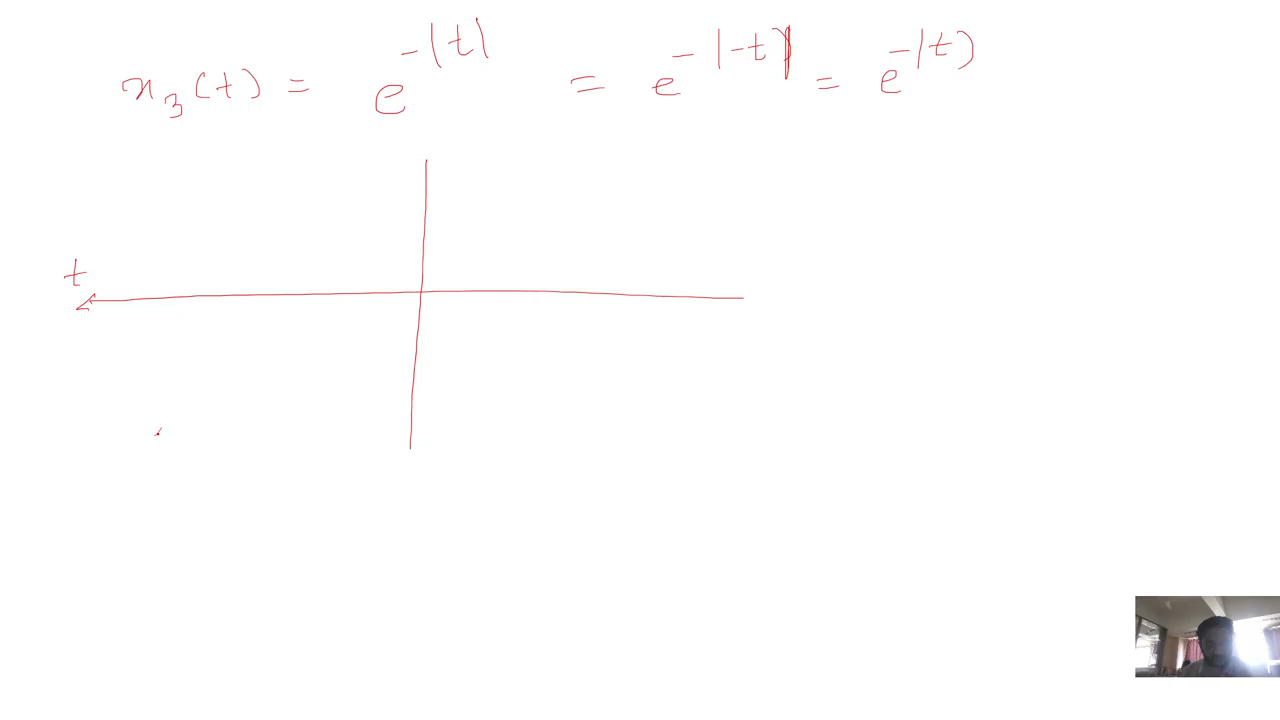 x₃(t) = e^{-|t|} = e^{-|-t|} = e^{-|t)}
t